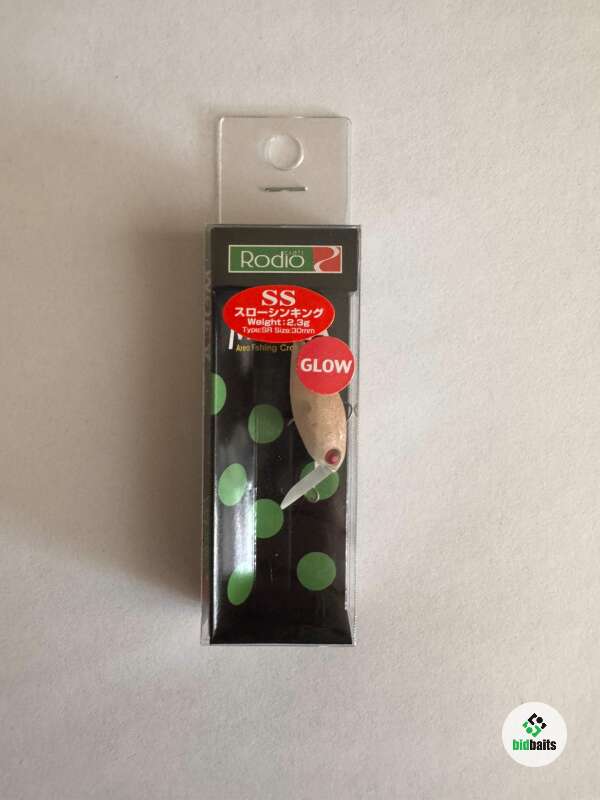 craft
Rodio
SS
スローシンキング
Weight:2.3g
Type:SR Size:30mm
Area Fishing
GLOW
bidbaits